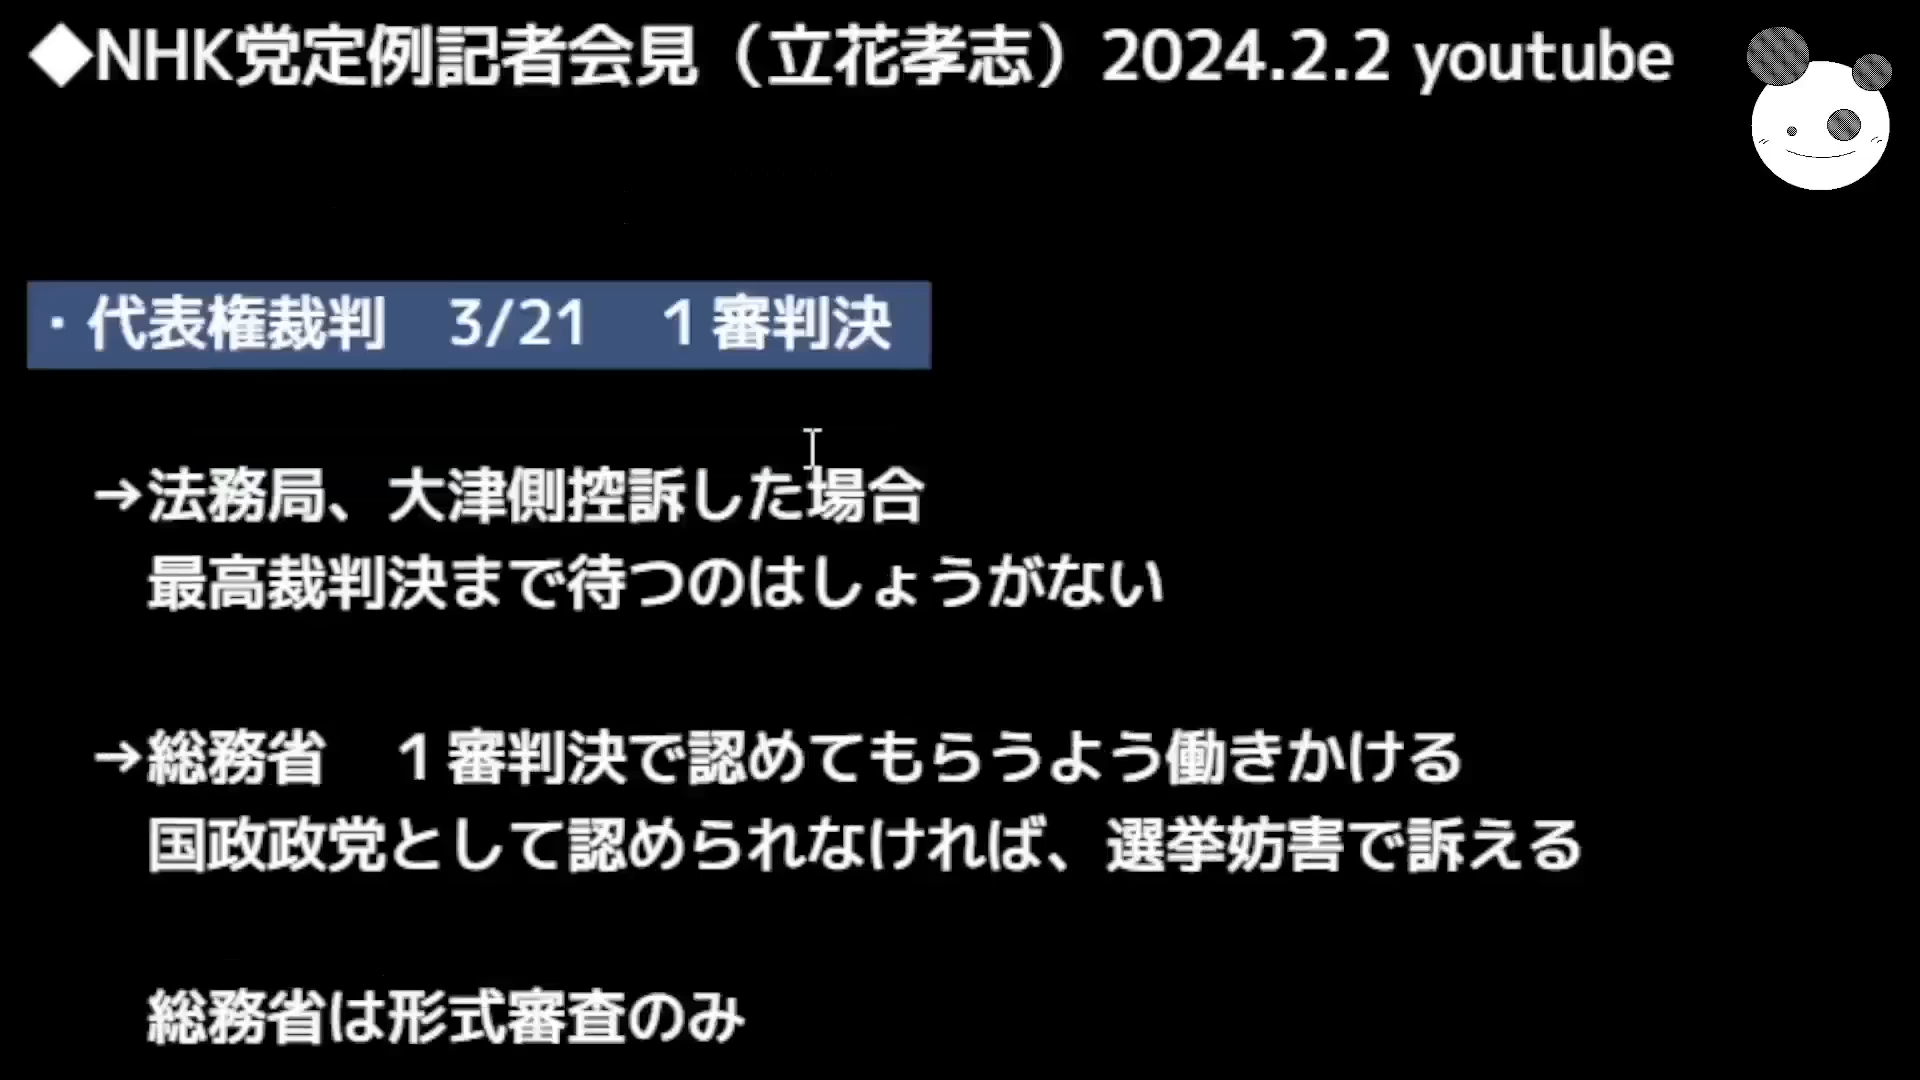 ◆NHK党定例記者会見（立花孝志）2024.2.2 youtube
・代表権裁判　3/21　１審判決
→法務局、大津側控訴した場合
最高裁判決まで待つのはしょうがない
→総務省　１審判決で認めてもらうよう働きかける
国政政党として認められなければ、選挙妨害で訴える
総務省は形式審査のみ